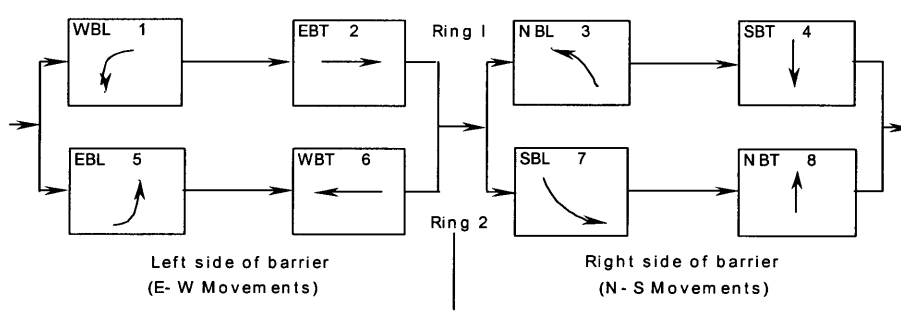 WBL 1
EBT 2
Ring I
NBL 3
SBT 4
EBL 5
WBT 6
SBL 7
NBT 8
Ring 2
Left side of barrier
(E-W Movements)
Right side of barrier
(N-S Movements)